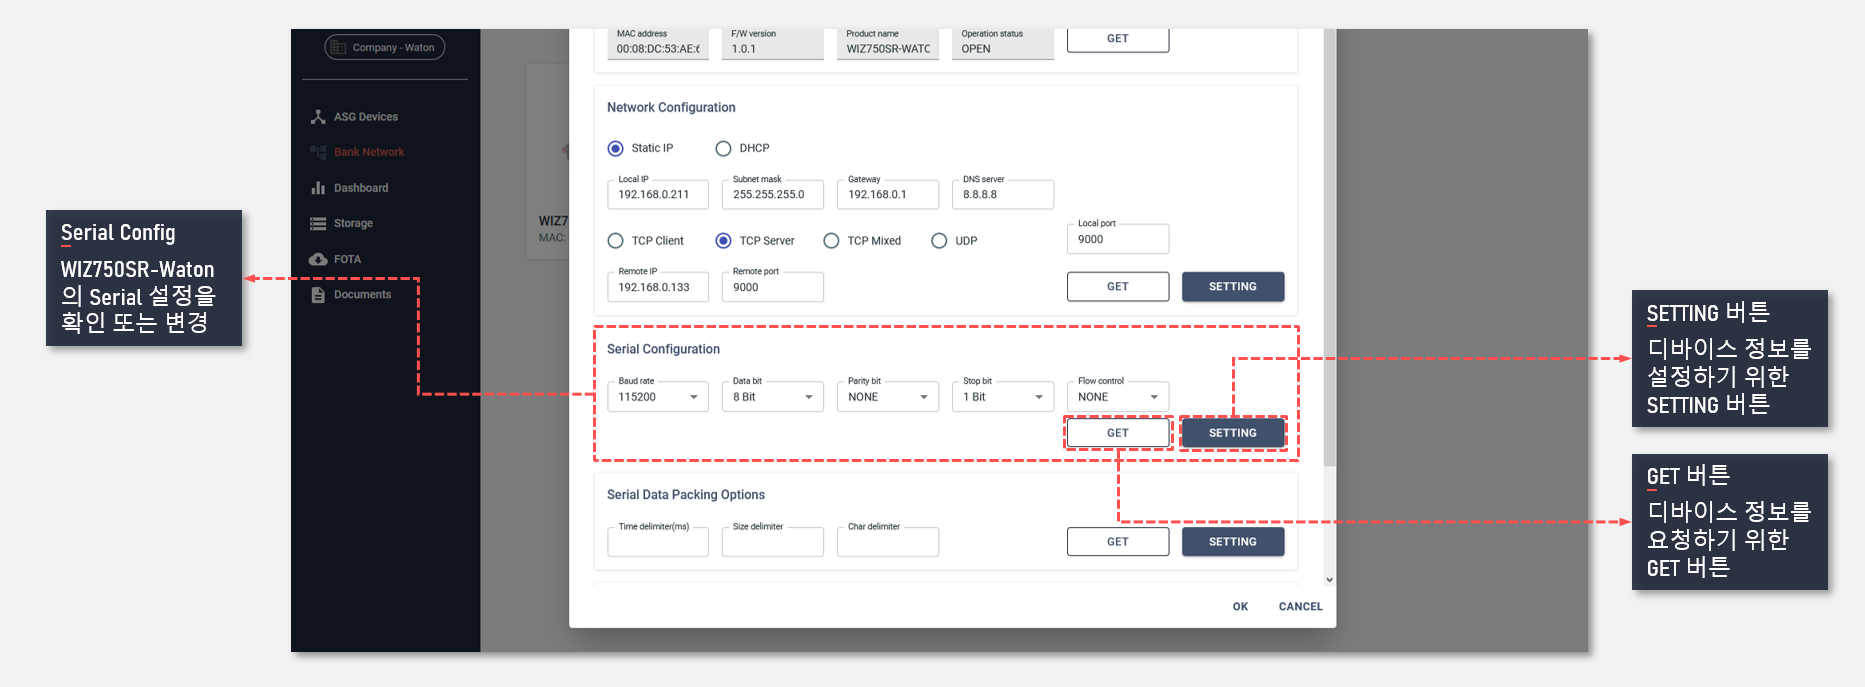 Company - Waton
ASG Devices
Bank Network
Dashboard
Storage
FOTA
Documents
WIZ7
MAC:
MAC address
F/W version
Product name
Operation status
00:08:DC:53:AE:6
1.0.1
WIZ750SR-WATC
OPEN
GET
Network Configuration
Static IP
DHCP
Local IP
Subnet mask
Gateway
DNS server
192.168.0.211
255.255.255.0
192.168.0.1
8.8.8.8
TCP Client
TCP Server
TCP Mixed
UDP
Local port
9000
Remote IP
Remote port
192.168.0.133
9000
GET
SETTING
Serial Configuration
Baud rate
Data bit
Parity bit
Stop bit
Flow control
115200
8 Bit
NONE
1 Bit
NONE
GET
SETTING
Serial Data Packing Options
Time delimiter(ms)
Size delimiter
Char delimiter
GET
SETTING
OK
CANCEL
Serial Config
WIZ750SR-Waton
의 Serial 설정을
확인 또는 변경
SETTING 버튼
디바이스 정보를
설정하기 위한
SETTING 버튼
GET 버튼
디바이스 정보를
요청하기 위한
GET 버튼